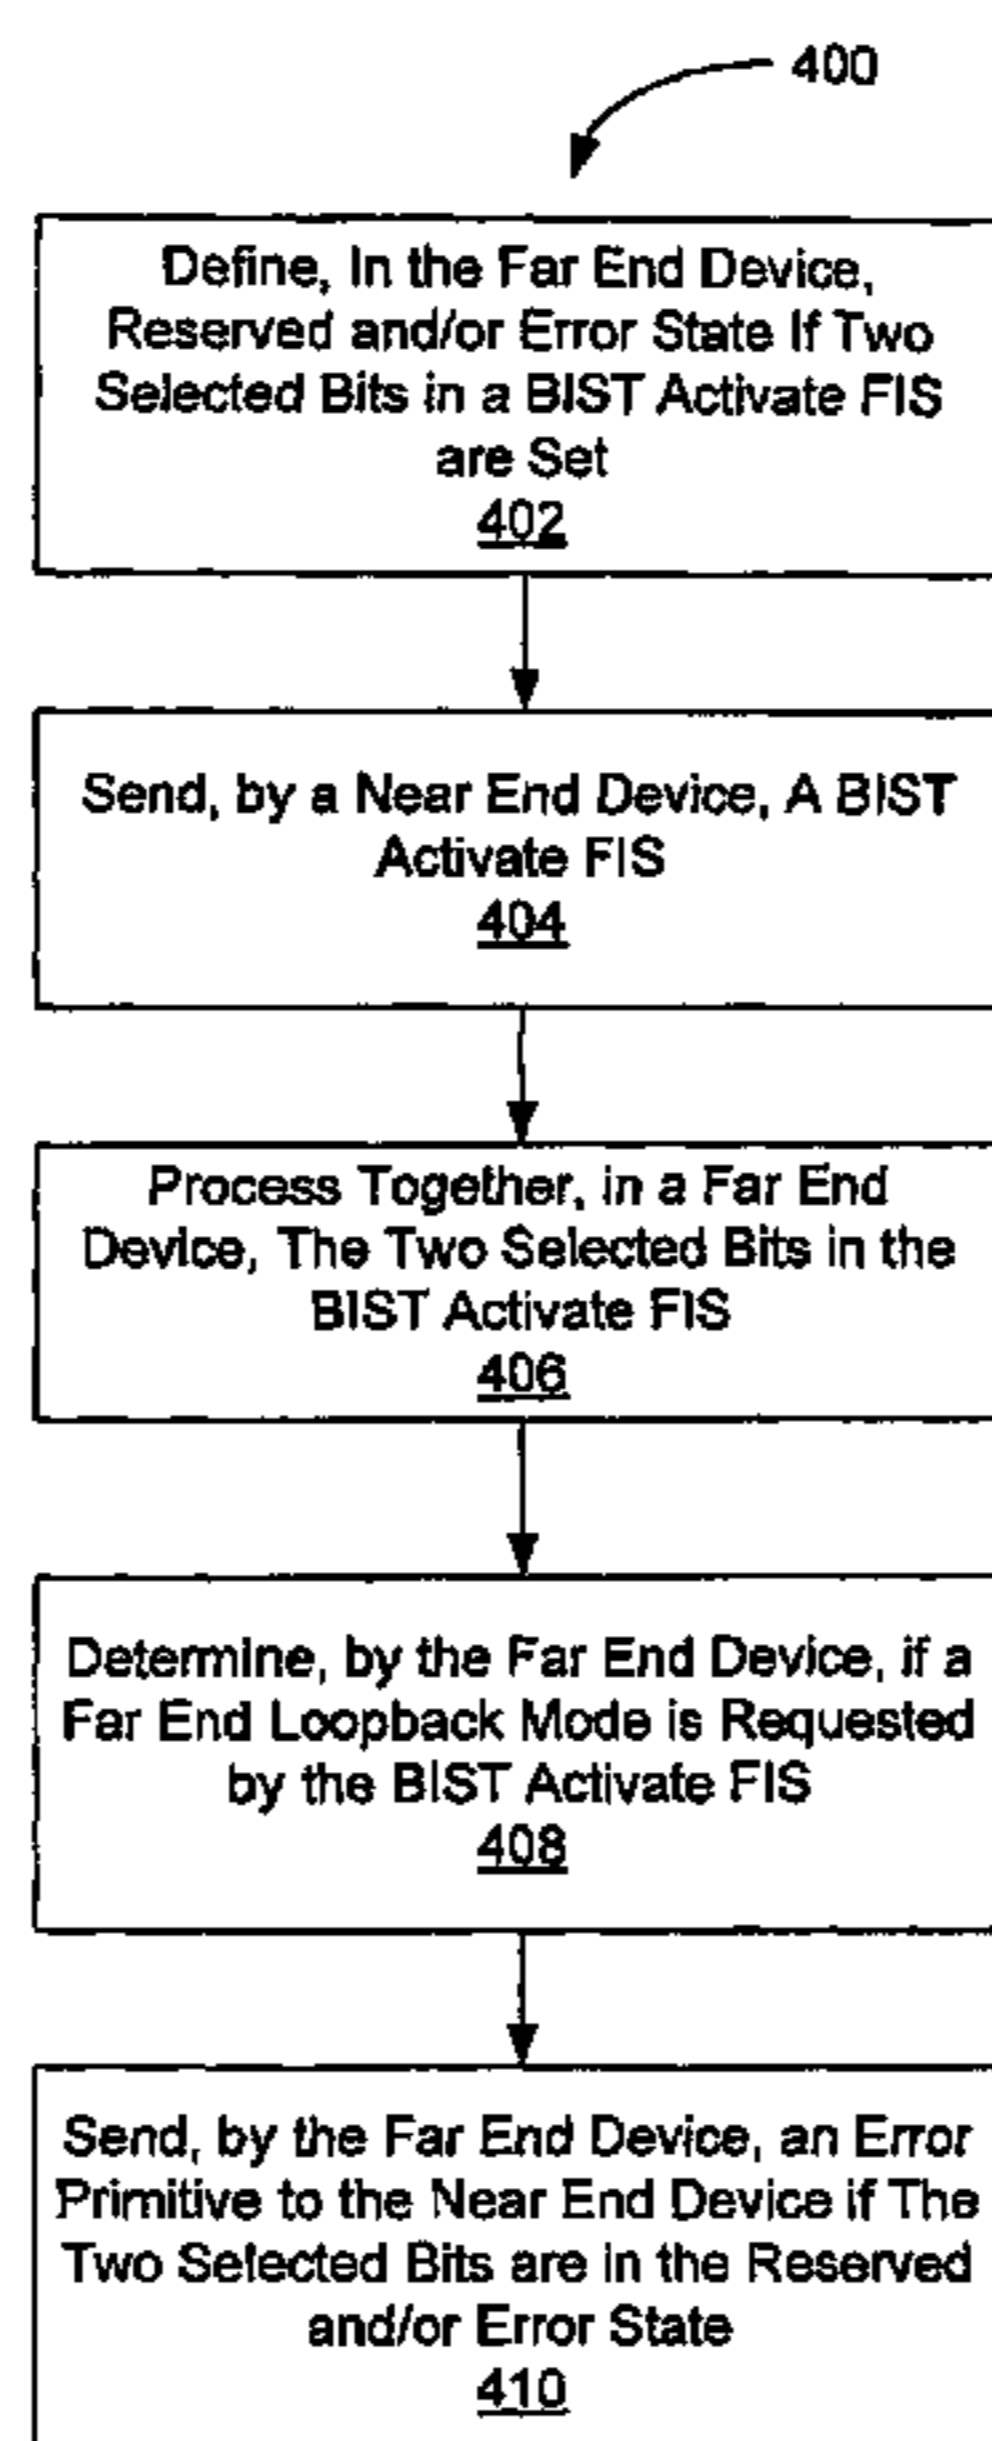 400
Define, In the Far End Device,
Reserved and/or Error State If Two
Selected Bits in a BIST Activate FIS
are Set
402
Send, by a Near End Device, A BIST
Activate FIS
404
Process Together, in a Far End
Device, The Two Selected Bits in the
BIST Activate FIS
406
Determine, by the Far End Device, if a
Far End Loopback Mode is Requested
by the BIST Activate FIS
408
Send, by the Far End Device, an Error
Primitive to the Near End Device if The
Two Selected Bits are in the Reserved
and/or Error State
410